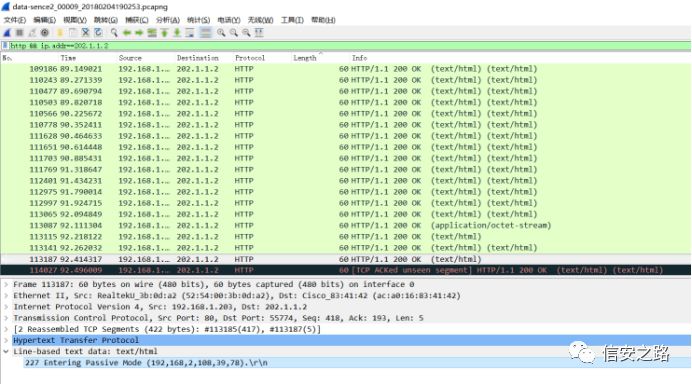 data-sence2_00009_20180204190253.pcapng
文件(F) 编辑(E) 视图(V) 跳转(G) 捕获(C) 分析(A) 统计(S) 电话(Y) 无线(W) 工具(T) 帮助(H)
http && ip.addr==202.1.1.2
No. Time Source Destination Protocol Length Info
109186 89.149021 192.168.1... 202.1.1.2 HTTP 60 HTTP/1.1 200 OK (text/html) (text/html)
110243 89.271339 192.168.1... 202.1.1.2 HTTP 60 HTTP/1.1 200 OK (text/html) (text/html)
110477 89.690794 192.168.1... 202.1.1.2 HTTP 60 HTTP/1.1 200 OK (text/html) (text/html)
110503 89.820718 192.168.1... 202.1.1.2 HTTP 60 HTTP/1.1 200 OK (text/html) (text/html)
110566 90.225672 192.168.1... 202.1.1.2 HTTP 60 HTTP/1.1 200 OK (text/html) (text/html)
110778 90.352411 192.168.1... 202.1.1.2 HTTP 60 HTTP/1.1 200 OK (text/html) (text/html)
111628 90.464633 192.168.1... 202.1.1.2 HTTP 60 HTTP/1.1 200 OK (text/html) (text/html)
111651 90.614448 192.168.1... 202.1.1.2 HTTP 60 HTTP/1.1 200 OK (text/html) (text/html)
111703 90.885431 192.168.1... 202.1.1.2 HTTP 60 HTTP/1.1 200 OK (text/html) (text/html)
111769 91.318647 192.168.1... 202.1.1.2 HTTP 60 HTTP/1.1 200 OK (text/html) (text/html)
112401 91.434231 192.168.1... 202.1.1.2 HTTP 60 HTTP/1.1 200 OK (text/html) (text/html)
112975 91.790014 192.168.1... 202.1.1.2 HTTP 60 HTTP/1.1 200 OK (text/html) (text/html)
112997 91.924715 192.168.1... 202.1.1.2 HTTP 60 HTTP/1.1 200 OK (text/html) (text/html)
113065 92.094849 192.168.1... 202.1.1.2 HTTP 60 HTTP/1.1 200 OK (text/html) (text/html)
113087 92.111304 192.168.1... 202.1.1.2 HTTP 60 HTTP/1.1 200 OK (application/octet-stream)
113115 92.218122 192.168.1... 202.1.1.2 HTTP 60 HTTP/1.1 200 OK (text/html) (text/html)
113141 92.262032 192.168.1... 202.1.1.2 HTTP 60 HTTP/1.1 200 OK (text/html) (text/html)
113187 92.414317 192.168.1... 202.1.1.2 HTTP 60 HTTP/1.1 200 OK (text/html)
114027 92.496009 192.168.1... 202.1.1.2 HTTP 60 [TCP ACKed unseen segment] HTTP/1.1 200 OK (text/html) (text/html)
Frame 113187: 60 bytes on wire (480 bits), 60 bytes captured (480 bits) on interface 0
Ethernet II, Src: RealtekU_3b:0d:a2 (52:54:00:3b:0d:a2), Dst: Cisco_83:41:42 (ac:a0:16:83:41:42)
Internet Protocol Version 4, Src: 192.168.1.203, Dst: 202.1.1.2
Transmission Control Protocol, Src Port: 80, Dst Port: 55774, Seq: 418, Ack: 193, Len: 5
[2 Reassembled TCP Segments (422 bytes): #113185(417), #113187(5)]
Hypertext Transfer Protocol
Line-based text data: text/html
227 Entering Passive Mode (192,168,2,108,39,78).\r\n
信安之路